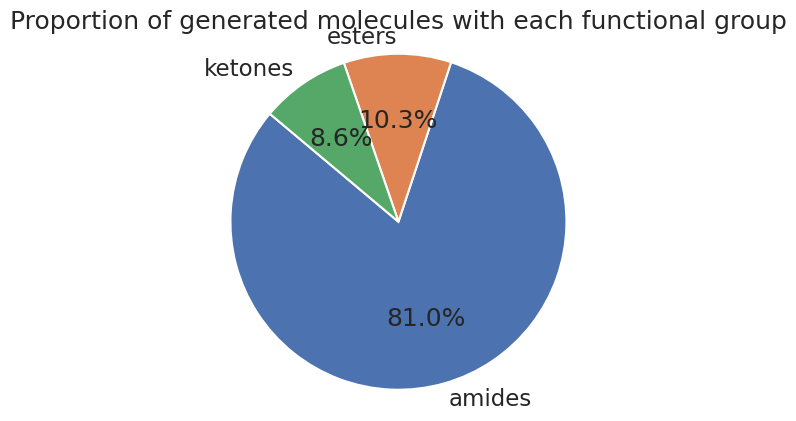 Proportion of generated molecules with each functional group
esters
ketones
10.3%
8.6%
81.0%
amides